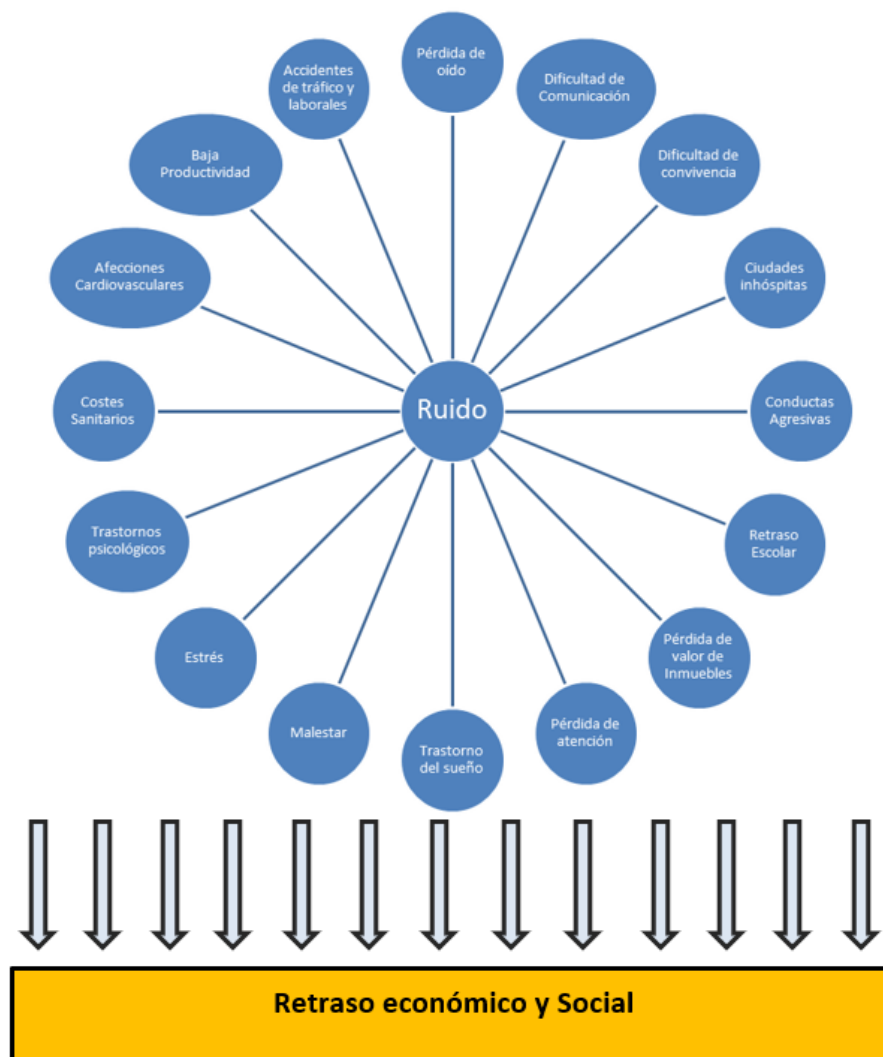 Pérdida de
oído
Dificultad de
Comunicación
Dificultad de
convivencia
Ciudades
inhóspitas
Conductas
Agresivas
Retraso
Escolar
Pérdida de
valor de
Inmuebles
Pérdida de
atención
Trastorno
del sueño
Malestar
Estrés
Trastornos
psicológicos
Costes
Sanitarios
Afecciones
Cardiovasculares
Baja
Productividad
Accidentes
de tráfico y
laborales
Ruido
Retraso económico y Social